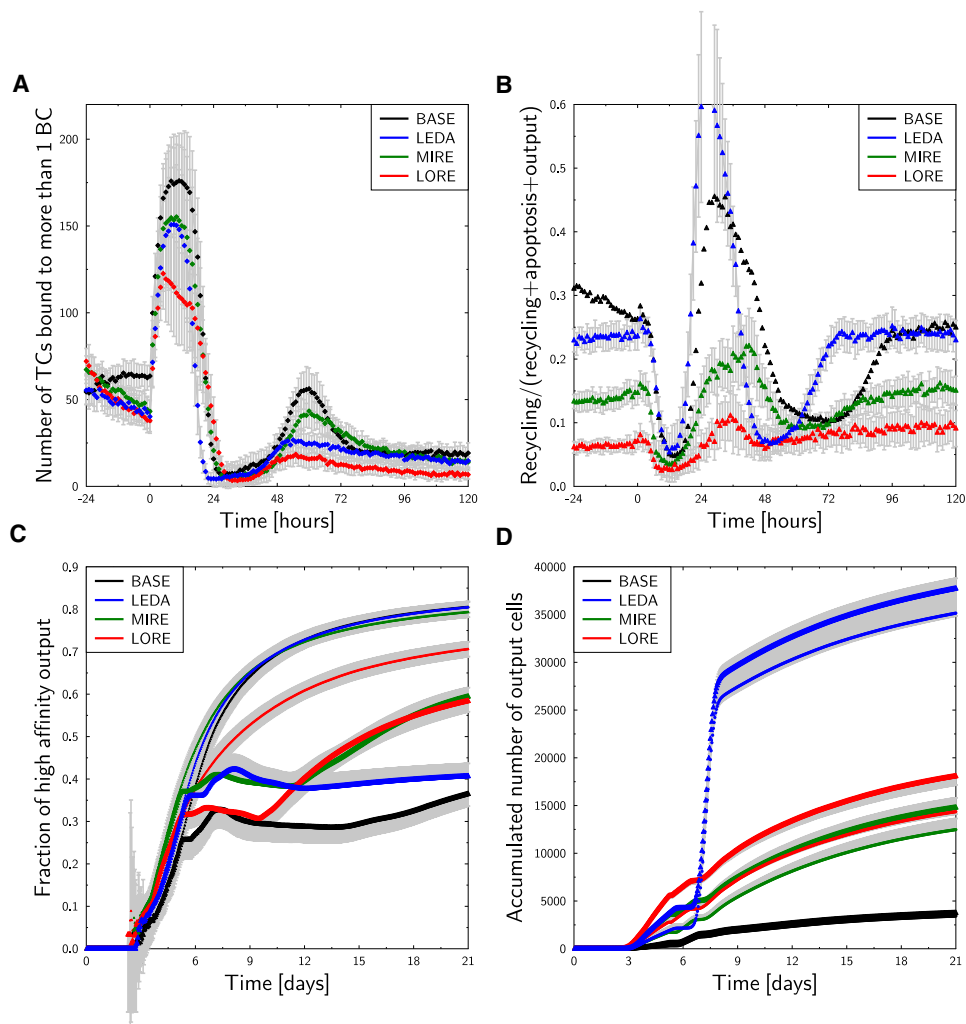 A
Number of TCs bound to more than 1 BC
200
150
100
50
0
-24
0
24
48
72
96
120
Time [hours]
BASE
LEDA
MIRE
LORE
B
Recycling/(recycling+apoptosis+output)
0.6
0.5
0.4
0.3
0.2
0.1
0.0
-24
0
24
48
72
96
120
Time [hours]
BASE
LEDA
MIRE
LORE
C
Fraction of high affinity output
0.9
0.8
0.7
0.6
0.5
0.4
0.3
0.2
0.1
0.0
0
3
6
9
12
15
18
21
Time [days]
BASE
LEDA
MIRE
LORE
D
Accumulated number of output cells
40000
35000
30000
25000
20000
15000
12500
10000
7500
5000
2500
0
0
3
6
9
12
15
18
21
Time [days]
BASE
LEDA
MIRE
LORE